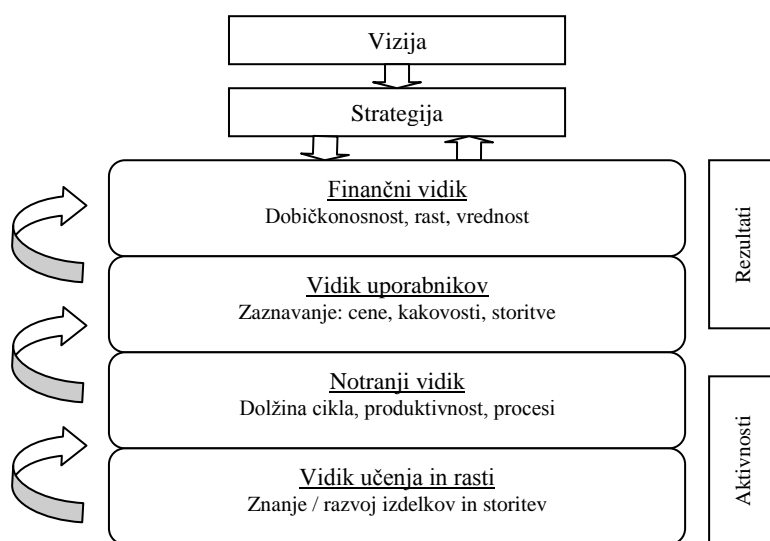 Vizija
Strategija
Finančni vidik
Dobičkonosnost, rast, vrednost
Vidik uporabnikov
Zaznavanje: cene, kakovosti, storitve
Notranji vidik
Dolžina cikla, produktivnost, procesi
Vidik učenja in rasti
Znanje / razvoj izdelkov in storitev
Rezultati
Aktivnosti